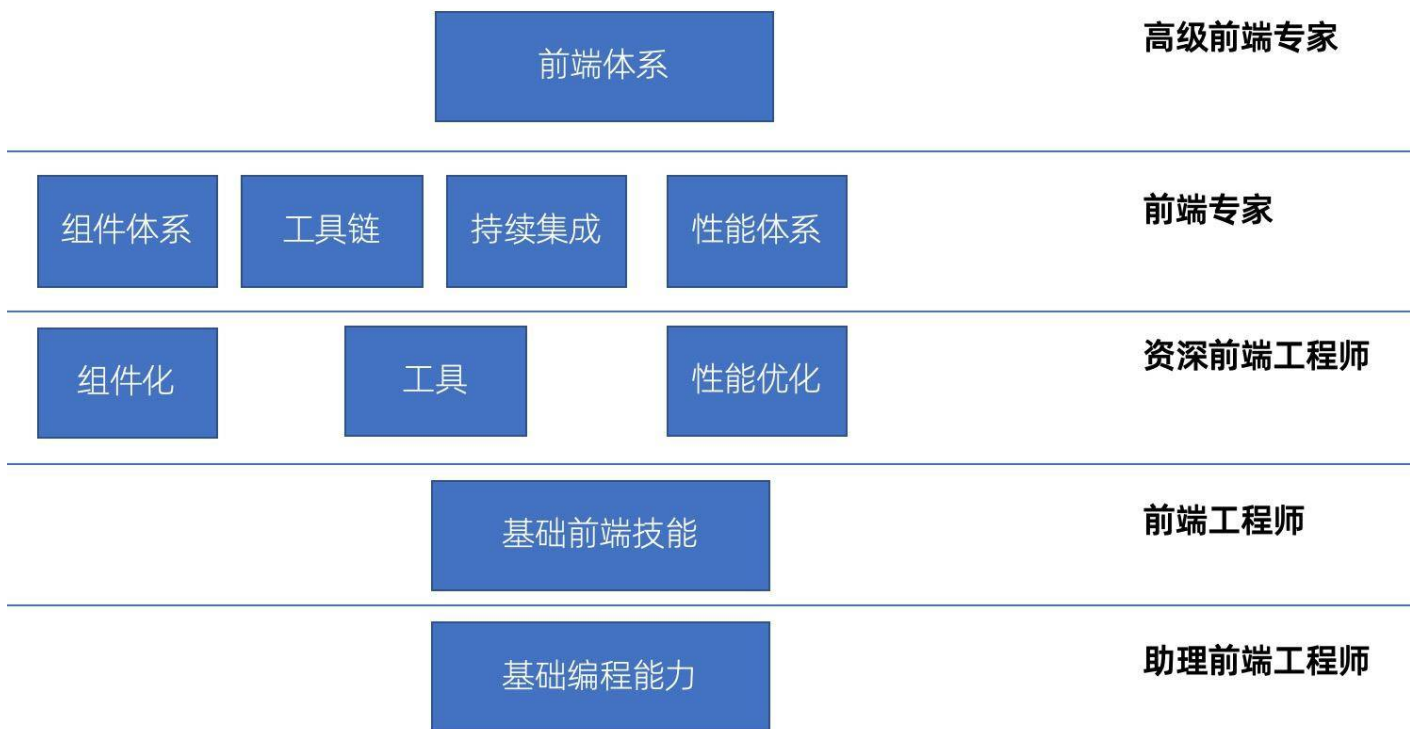 前端体系
高级前端专家
组件体系
工具链
持续集成
性能体系
前端专家
组件化
工具
性能优化
资深前端工程师
基础前端技能
前端工程师
基础编程能力
助理前端工程师